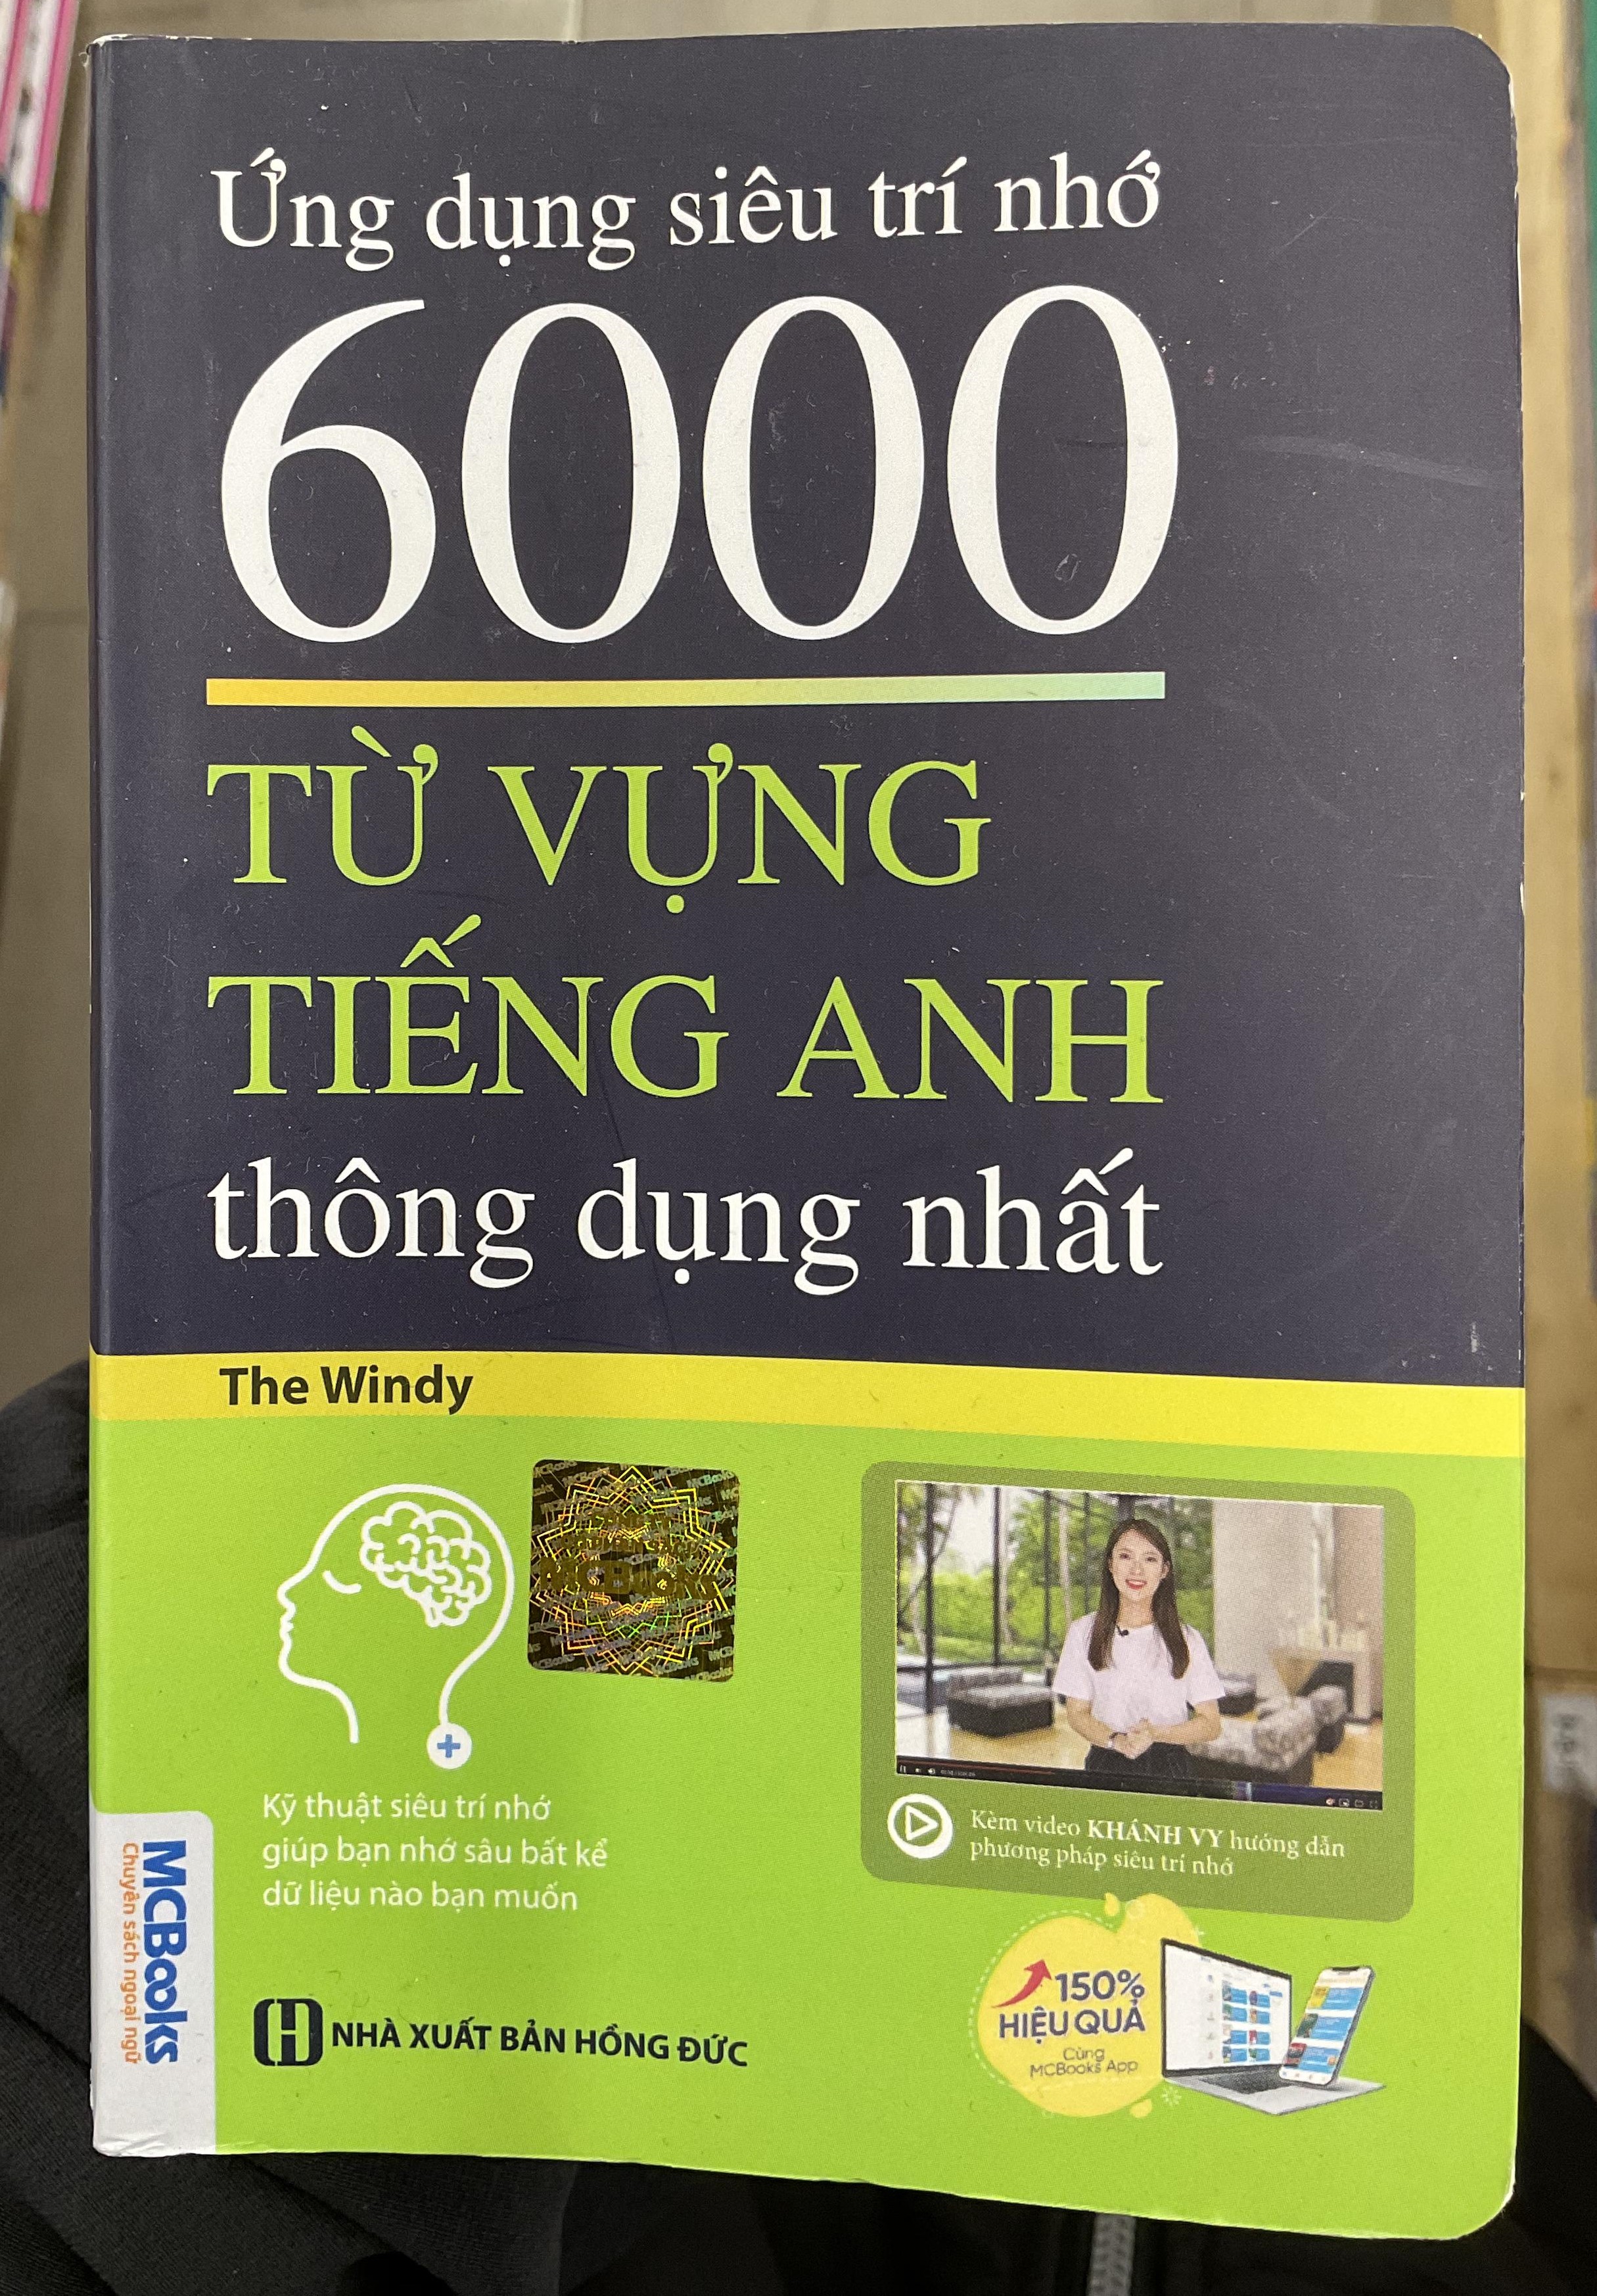 Ứng dụng siêu trí nhớ
6000
TỪ VỰNG
TIẾNG ANH
thông dụng nhất
The Windy
MCBooks
Kỹ thuật siêu trí nhớ
giúp bạn nhớ sâu bất kể
dữ liệu nào bạn muốn
Kèm video KHÁNH VY hướng dẫn
phương pháp siêu trí nhớ
MCBooks
Chuyên sách ngoại ngữ
NHÀ XUẤT BẢN HỒNG ĐỨC
150%
HIỆU QUẢ
Cùng
MCBooks App